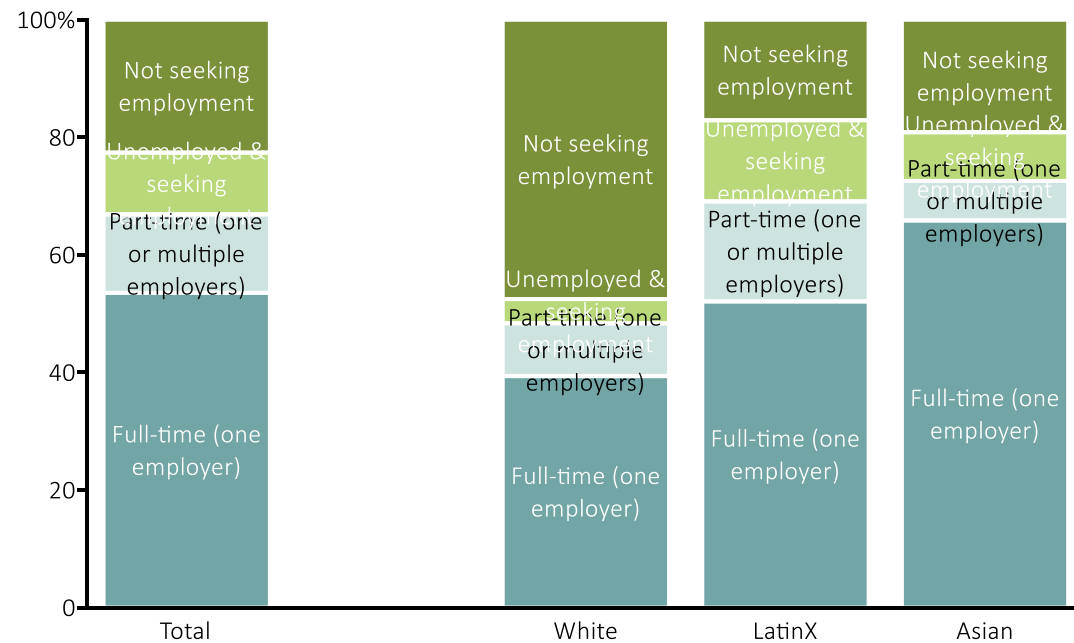 100%
80
60
40
20
0
Not seeking
employment
Unemployed &
seeking
employment
Part-time (one
or multiple
employers)
Full-time (one
employer)
Total
Not seeking
employment
Unemployed &
seeking
employment
Part-time (one
or multiple
employers)
Full-time (one
employer)
White
Not seeking
employment
Unemployed &
seeking
employment
Part-time (one
or multiple
employers)
Full-time (one
employer)
LatinX
Not seeking
employment
Unemployed &
seeking
employment
Part-time (one
or multiple
employers)
Full-time (one
employer)
Asian